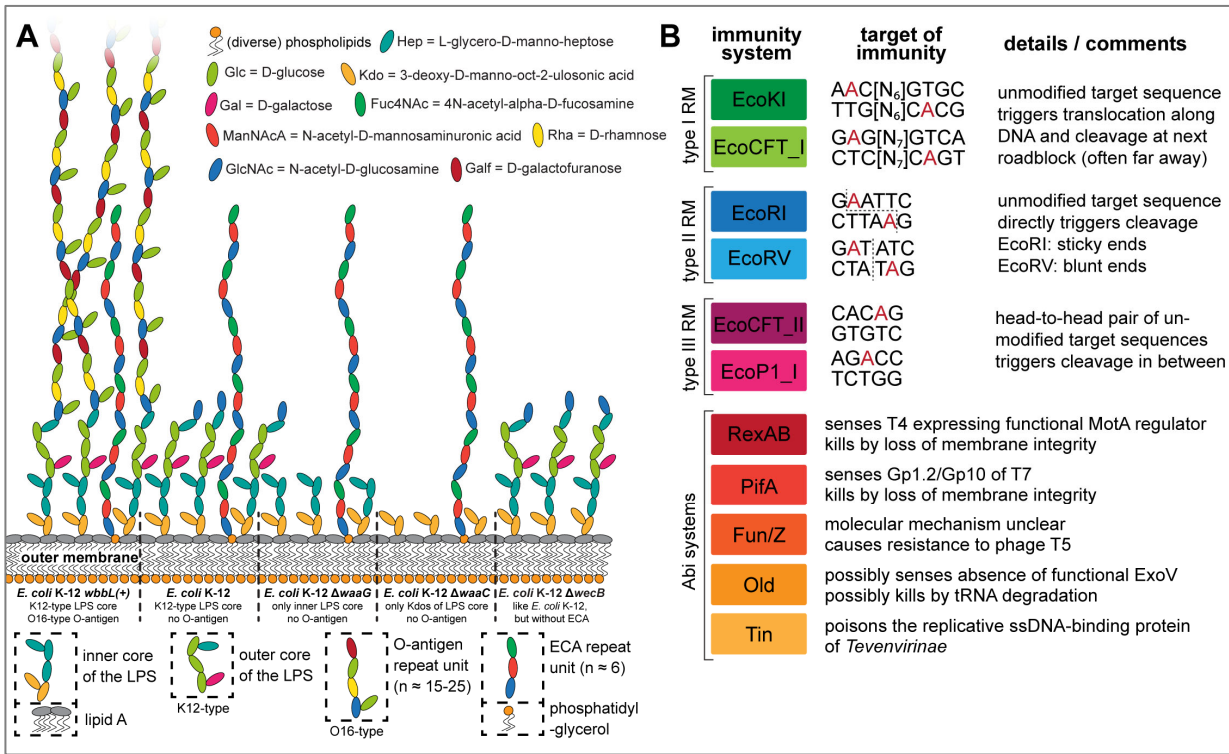 A
(diverse) phospholipids
Hep = L-glycero-D-manno-heptose
Glc = D-glucose
Kdo = 3-deoxy-D-manno-oct-2-ulosonic acid
Gal = D-galactose
Fuc4NAc = 4N-acetyl-alpha-D-fucosamine
ManNAcA = N-acetyl-D-mannosaminuronic acid
Rha = D-rhamnose
GlcNAc = N-acetyl-D-glucosamine
Galf = D-galactofuranose
outer membrane
E. coli K-12 wbbL(+)
K12-type LPS core
O16-type O-antigen
E. coli K-12
K12-type LPS core
no O-antigen
E. coli K-12 ΔwaaG
only inner LPS core
no O-antigen
E. coli K-12 ΔwaaC
only Kdos of LPS core
no O-antigen
E. coli K-12 ΔwecB
like E. coli K-12,
but without ECA
inner core
of the LPS
lipid A
outer core
of the LPS
K12-type
O-antigen
repeat unit
(n ≈ 15-25)
O16-type
ECA repeat
unit (n ≈ 6)
phosphatidyl
-glycerol
B
immunity
system
target of
immunity
details / comments
type I RM
EcoKI
AAC[N6]GTGC
TTG[N6]CACG
EcoCFT_I
GAG[N7]GTCA
CTC[N7]CAGT
unmodified target sequence
triggers translocation along
DNA and cleavage at next
roadblock (often far away)
type II RM
EcoRI
GAATTC
CTTAAG
EcoRV
GAT ATC
CTA TAG
unmodified target sequence
directly triggers cleavage
EcoRI: sticky ends
EcoRV: blunt ends
type III RM
EcoCFT_II
CACAG
GTGTC
EcoP1_I
AGACC
TCTGG
head-to-head pair of un-
modified target sequences
triggers cleavage in between
Abi systems
RexAB
senses T4 expressing functional MotA regulator
kills by loss of membrane integrity
PifA
senses Gp1.2/Gp10 of T7
kills by loss of membrane integrity
Fun/Z
molecular mechanism unclear
causes resistance to phage T5
Old
possibly senses absence of functional ExoV
possibly kills by tRNA degradation
Tin
poisons the replicative ssDNA-binding protein
of Tevenvirinae